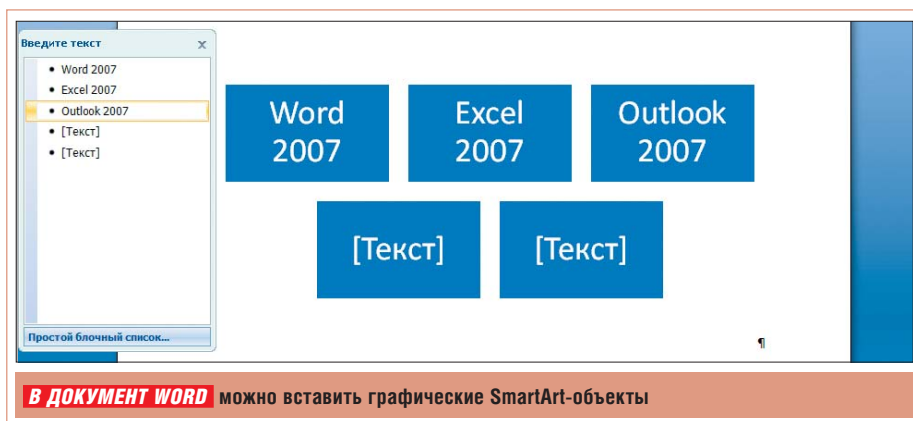 Введите текст x
• Word 2007
• Excel 2007
• Outlook 2007
• [Текст]
• [Текст]
Простой блочный список...
Word
2007
Excel
2007
Outlook
2007
[Текст]
[Текст]
¶
В ДОКУМЕНТ WORD можно вставить графические SmartArt-объекты